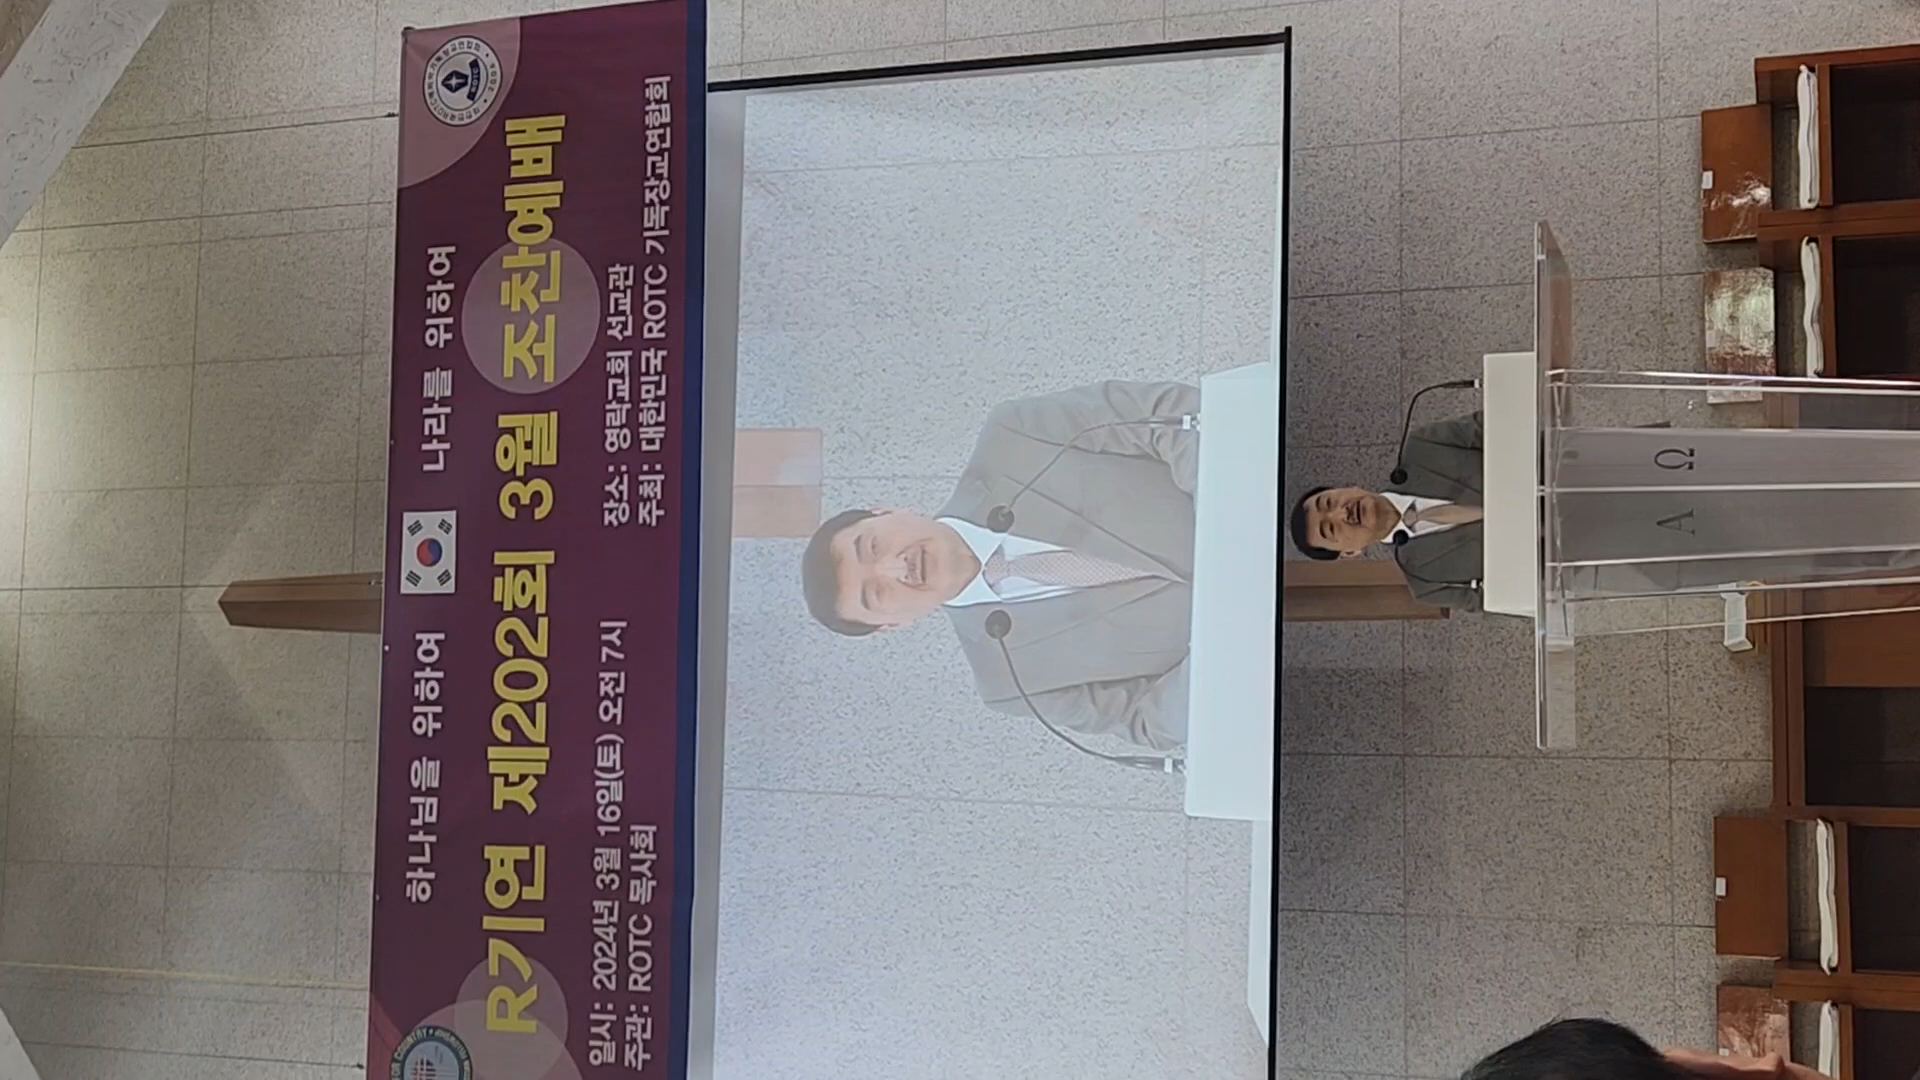 하나님을 위하여 나라를 위하여
R기연 제202회 3월 조찬예배
일시: 2024년 3월 16일(토) 오전 7시 장소: 영락교회 선교관
주관: ROTC 목사회 주최: 대한민국 ROTC 기독장교연합회
ROTC
Α Ω